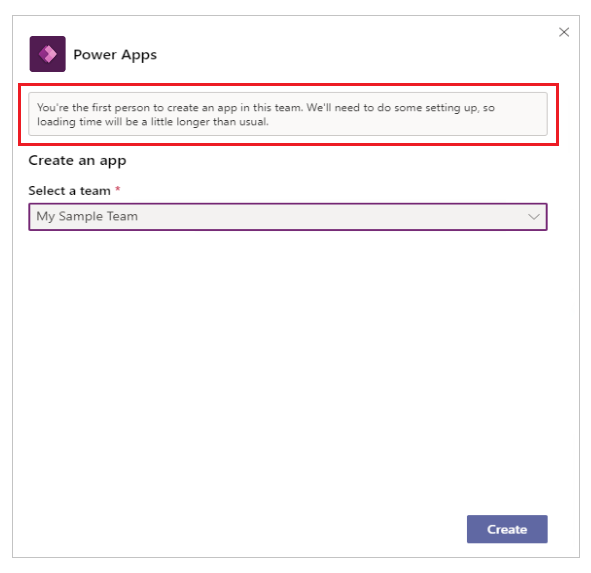 Power Apps
You're the first person to create an app in this team. We'll need to do some setting up, so
loading time will be a little longer than usual.
Create an app
Select a team *
My Sample Team
Create